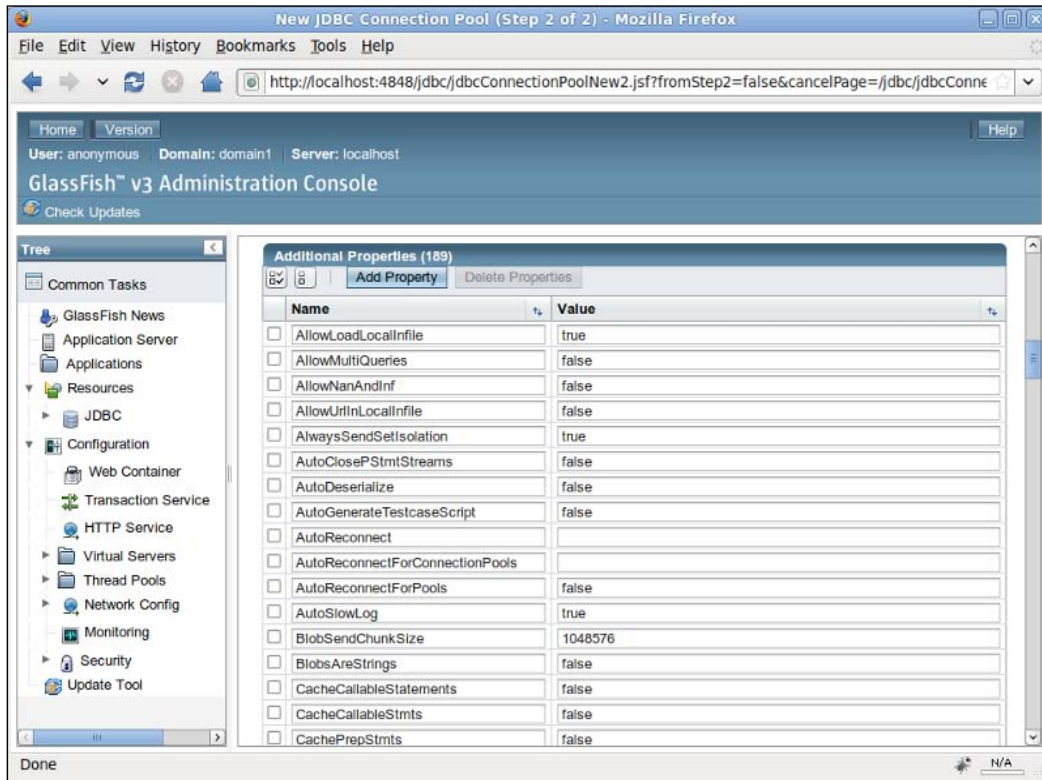 New JDBC Connection Pool (Step 2 of 2) - Mozilla Firefox
File Edit View History Bookmarks Tools Help
http://localhost:4848/jdbc/jdbcConnectionPoolNew2.jsf?fromStep2=false&cancelPage=/jdbc/jdbcConne
Home Version Help
User: anonymous Domain: domain1 Server: localhost
GlassFish™ v3 Administration Console
Check Updates
Tree
Common Tasks
GlassFish News
Application Server
Applications
Resources
JDBC
Configuration
Web Container
Transaction Service
HTTP Service
Virtual Servers
Thread Pools
Network Config
Monitoring
Security
Update Tool
Additional Properties (189)
Add Property Delete Properties
Name Value
AllowLoadLocalInfile true
AllowMultiQueries false
AllowNanAndInf false
AllowUrlInLocalInfile false
AlwaysSendSetIsolation true
AutoClosePStmtStreams false
AutoDeserialize false
AutoGenerateTestcaseScript false
AutoReconnect
AutoReconnectForConnectionPools
AutoReconnectForPools false
AutoSlowLog true
BlobSendChunkSize 1048576
BlobsAreStrings false
CacheCallableStatements false
CacheCallableStmts false
CachePrepStmts false
Done N/A